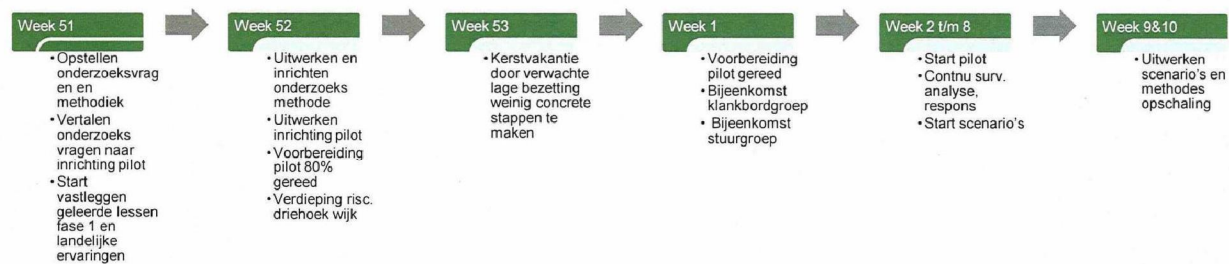 Week 51
• Opstellen
onderzoeksvrag
en en
methodiek
• Vertalen
onderzoeks
vragen naar
inrichting pilot
• Start
vastleggen
geleerde lessen
fase 1 en
landelijke
ervaringen
Week 52
• Uitwerken en
inrichten
onderzoeks
methode
• Uitwerken
inrichting pilot
• Voorbereiding
pilot 80%
gereed
• Verdieping risc.
driehoek wijk
Week 53
• Kerstvakantie
door verwachte
lage bezetting
weinig concrete
stappen te
maken
Week 1
• Voorbereiding
pilot gereed
• Bijeenkomst
klankbordgroep
• Bijeenkomst
stuurgroep
Week 2 t/m 8
• Start pilot
• Contnu surv.
analyse,
respons
• Start scenario's
Week 9&10
• Uitwerken
scenario's en
methodes
opschaling